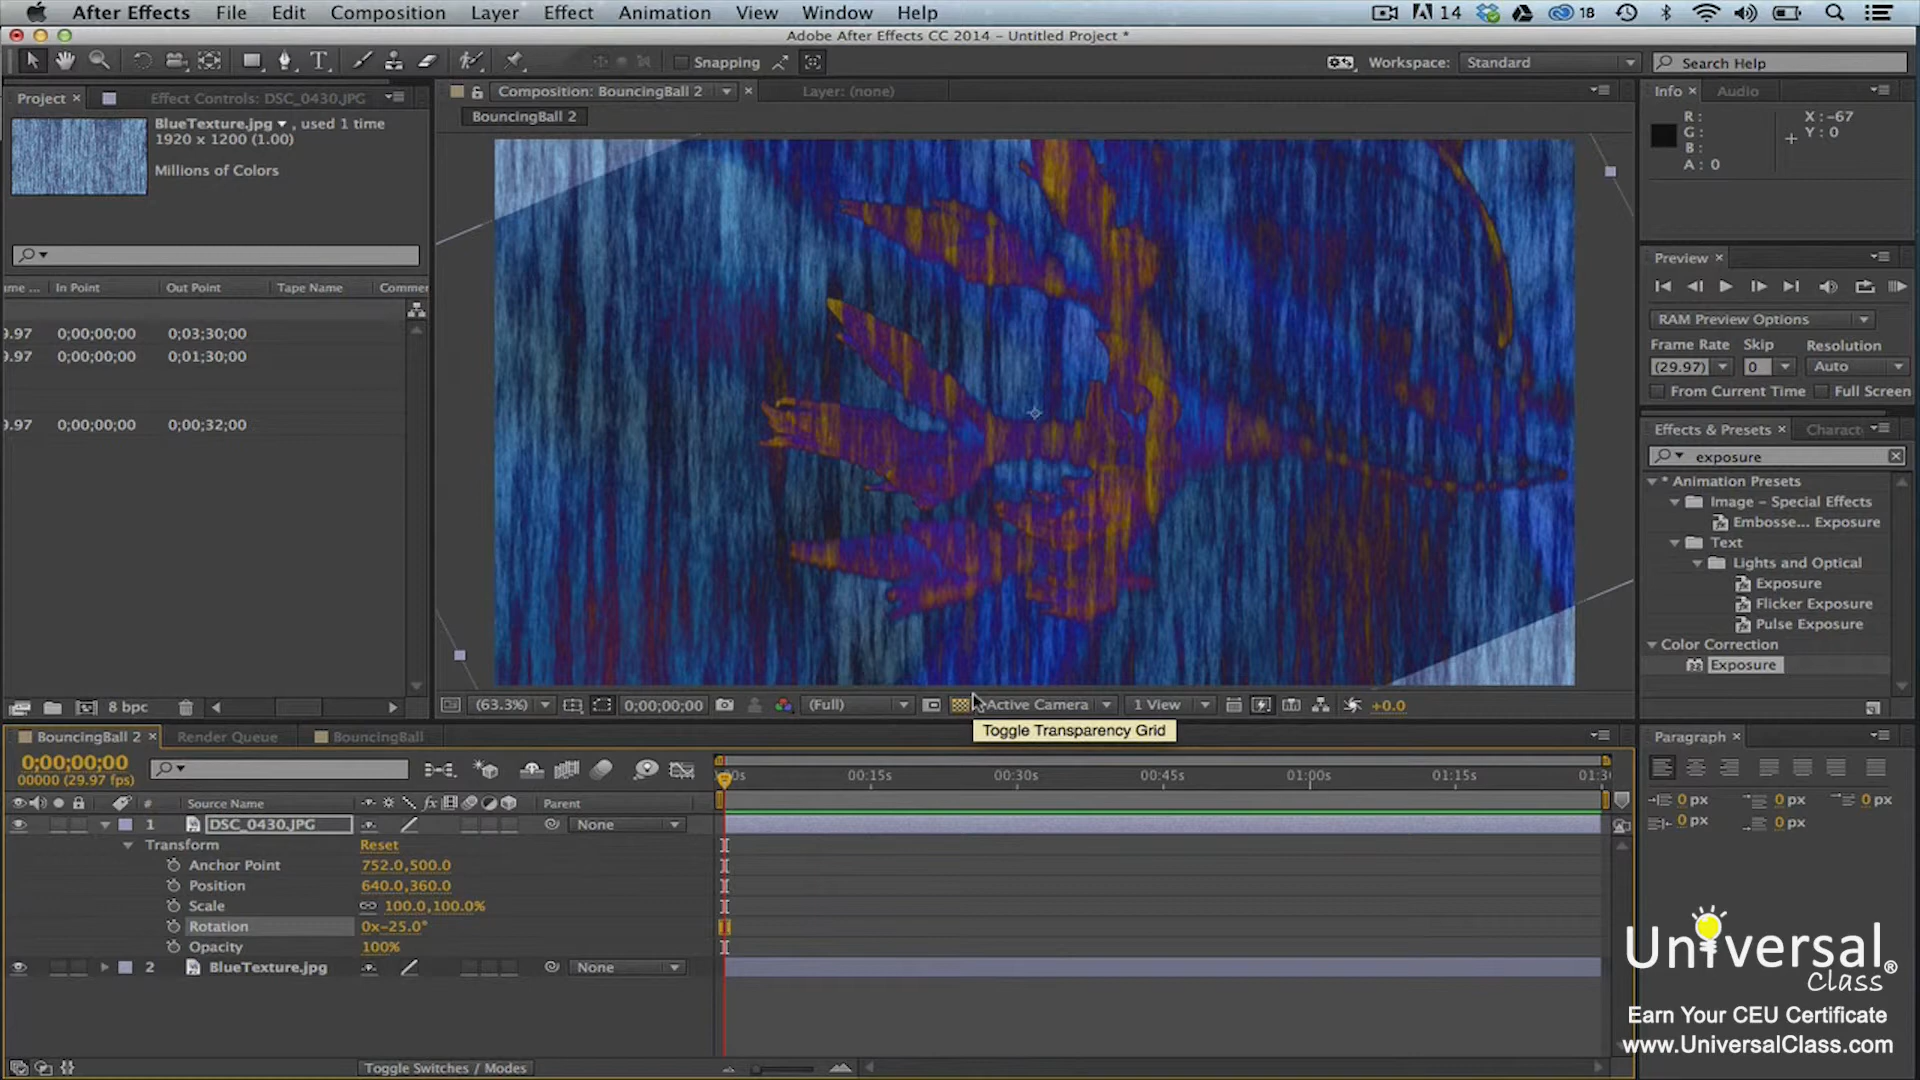 After Effects File Edit Composition Layer Effect Animation View Window Help 14 18
Adobe After Effects CC 2014 - Untitled Project *
Snapping Workspace: Standard Search Help
Project × Effect Controls: DSC_0430.JPG Composition: BouncingBall 2 × Layer: (none) Info × Audio
BlueTexture.jpg , used 1 time
1920 x 1200 (1.00)
Millions of Colors
BouncingBall 2
R : X : -67
G : Y : 0
B :
A : 0
Preview ×
In Point Out Point Tape Name Commer
0;00;00;00 0;03;30;00
0;00;00;00 0;01;30;00
0;00;00;00 0;00;32;00
RAM Preview Options
Frame Rate Skip Resolution
(29.97) 0 Auto
From Current Time Full Screen
Effects & Presets × Charact
exposure
* Animation Presets
Image - Special Effects
Embosse... Exposure
Text
Lights and Optical
Exposure
Flicker Exposure
Pulse Exposure
Color Correction
Exposure
8 bpc (63.3%) 0;00;00;00 (Full) Active Camera 1 View +0.0
Toggle Transparency Grid
BouncingBall 2 × Render Queue BouncingBall Paragraph ×
0;00;00;00
00000 (29.97 fps)
00:15s 00:30s 00:45s 01:00s 01:15s
# Source Name Parent
1 DSC_0430.JPG None
Transform Reset
Anchor Point 752.0,500.0
Position 640.0,360.0
Scale 100.0,100.0%
Rotation 0x-25.0°
Opacity 100%
2 BlueTexture.jpg None
Toggle Switches / Modes
0 px 0 px 0 px
0 px 0 px
Universal
Class®
Earn Your CEU Certificate
www.UniversalClass.com